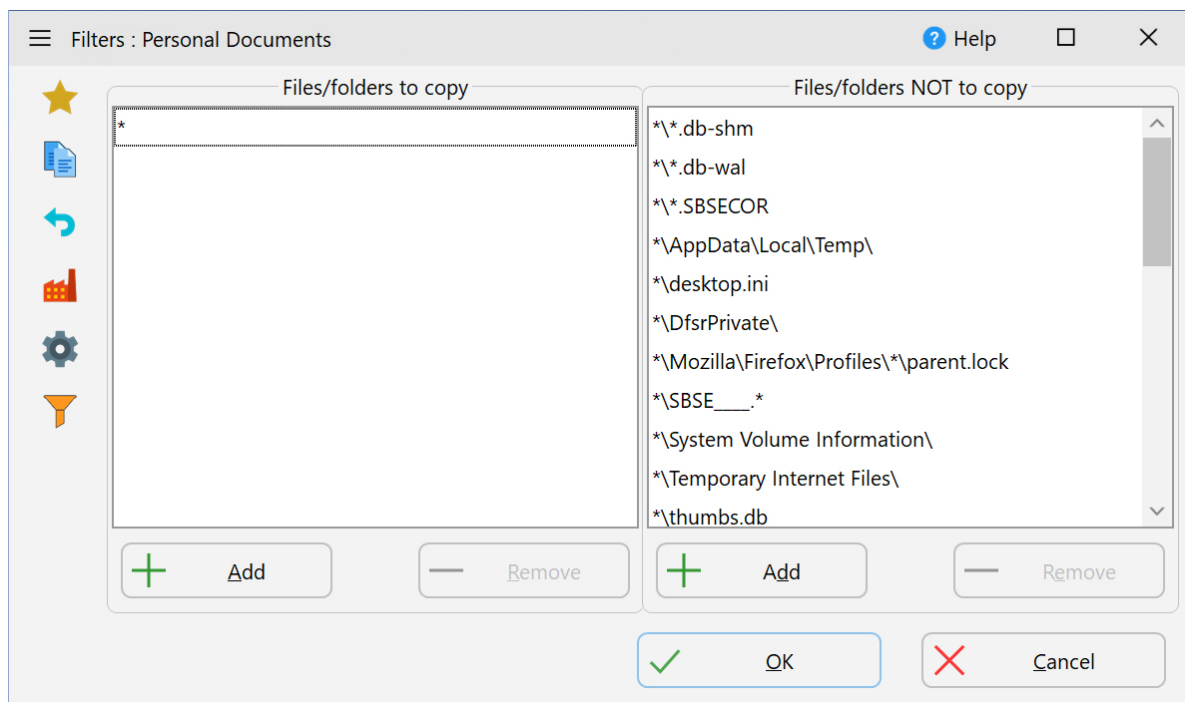 Filters : Personal Documents
? Help
Files/folders to copy
*
Add
Remove
Files/folders NOT to copy
*\*.db-shm
*\*.db-wal
*\*.SBSECOR
*\AppData\Local\Temp\
*\desktop.ini
*\DfsrPrivate\
*\Mozilla\Firefox\Profiles\*\parent.lock
*\SBSE____.*
*\System Volume Information\
*\Temporary Internet Files\
*\thumbs.db
Add
Remove
OK
Cancel